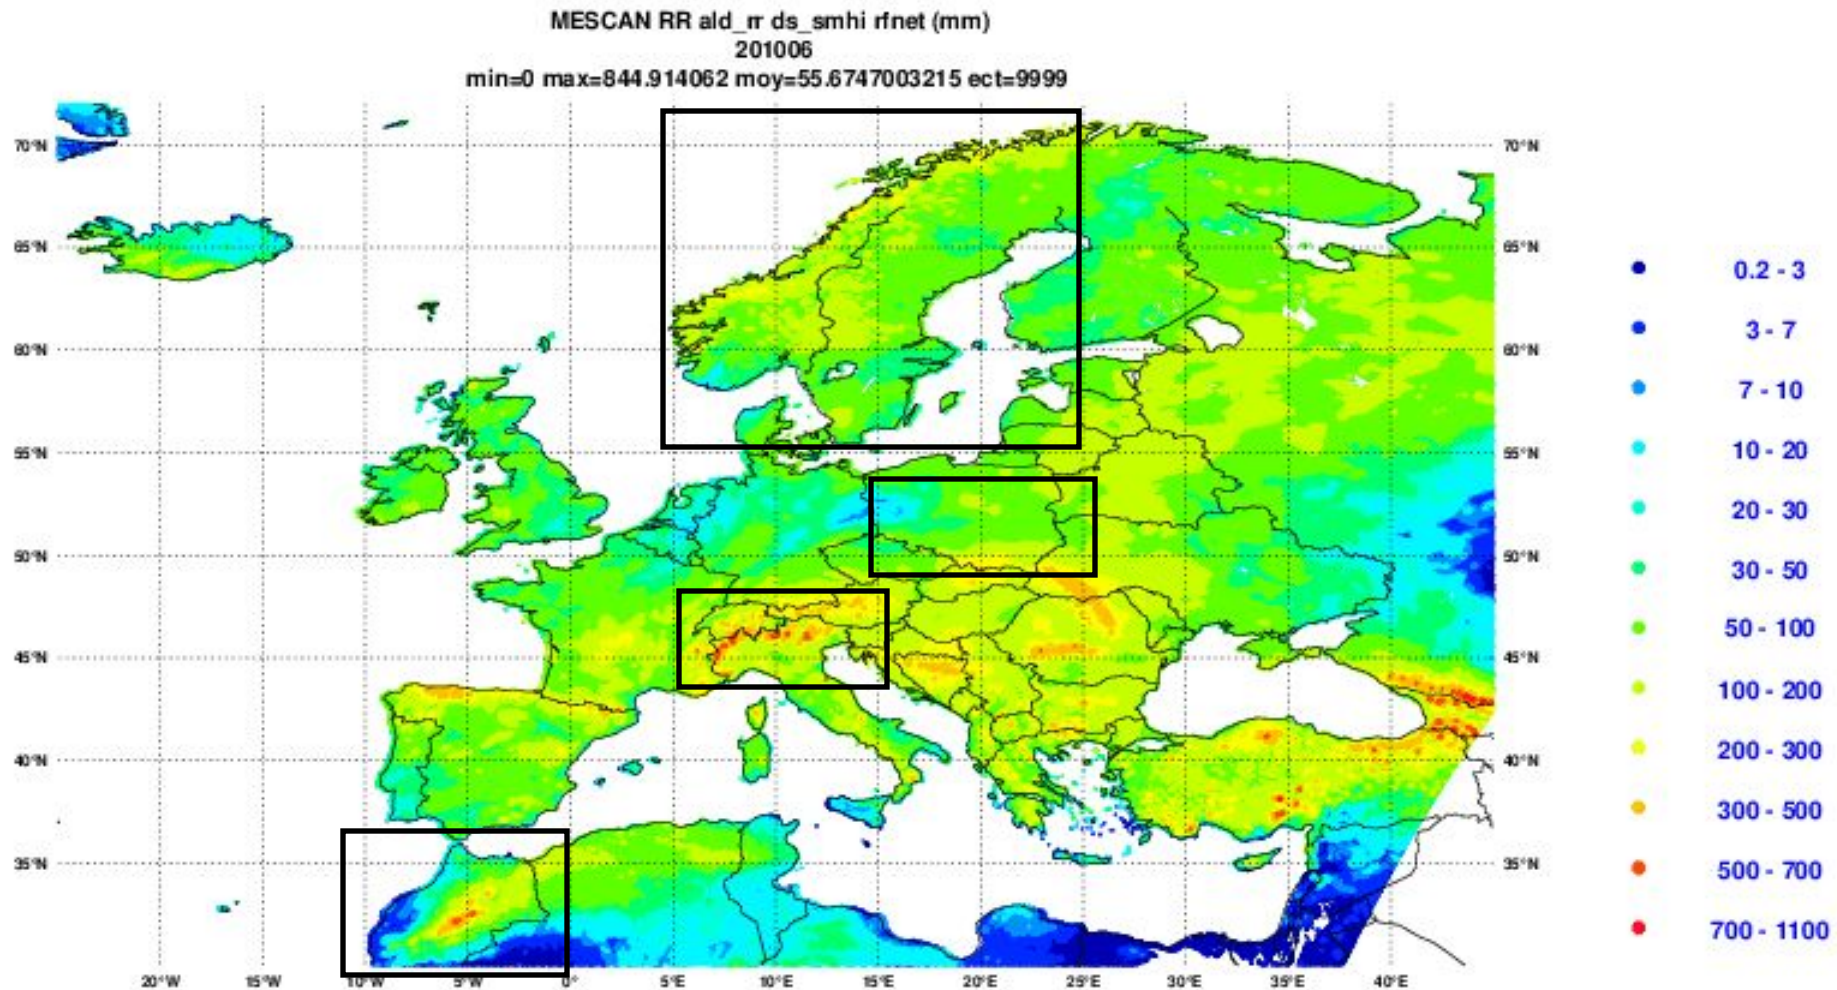 MESCAN RR ald_rr ds_smhi rfnet (mm)
201006
min=0 max=844.914062 moy=55.6747003215 ect=9999
70°N 70°N
65°N 65°N
60°N 60°N
55°N 55°N
50°N 50°N
45°N 45°N
40°N 40°N
35°N 35°N
20°W 15°W 10°W 5°W 0° 5°E 10°E 15°E 20°E 25°E 30°E 35°E 40°E
0.2 - 3
3 - 7
7 - 10
10 - 20
20 - 30
30 - 50
50 - 100
100 - 200
200 - 300
300 - 500
500 - 700
700 - 1100